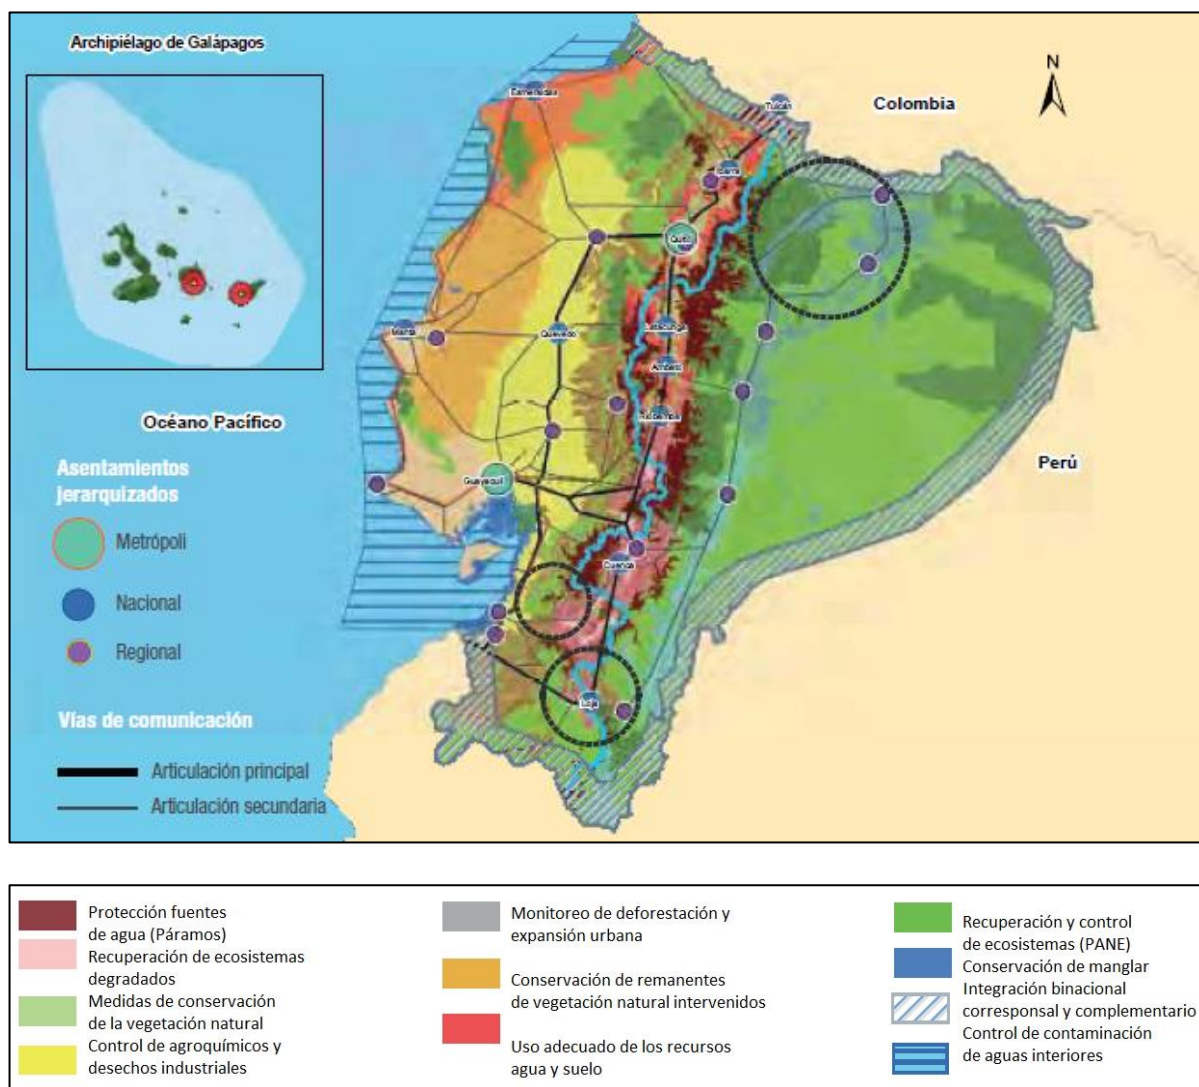 Archipiélago de Galápagos
N
Colombia
Esmeraldas
Tulcán
Ibarra
Quito
Manta
Quevedo
Latacunga
Ambato
Riobamba
Océano Pacífico
Perú
Guayaquil
Cuenca
Loja
Asentamientos
jerarquizados
Metrópoli
Nacional
Regional
Vías de comunicación
Articulación principal
Articulación secundaria
Protección fuentes
de agua (Páramos)
Recuperación de ecosistemas
degradados
Medidas de conservación
de la vegetación natural
Control de agroquímicos y
desechos industriales
Monitoreo de deforestación y
expansión urbana
Conservación de remanentes
de vegetación natural intervenidos
Uso adecuado de los recursos
agua y suelo
Recuperación y control
de ecosistemas (PANE)
Conservación de manglar
Integración binacional
corresponsal y complementario
Control de contaminación
de aguas interiores